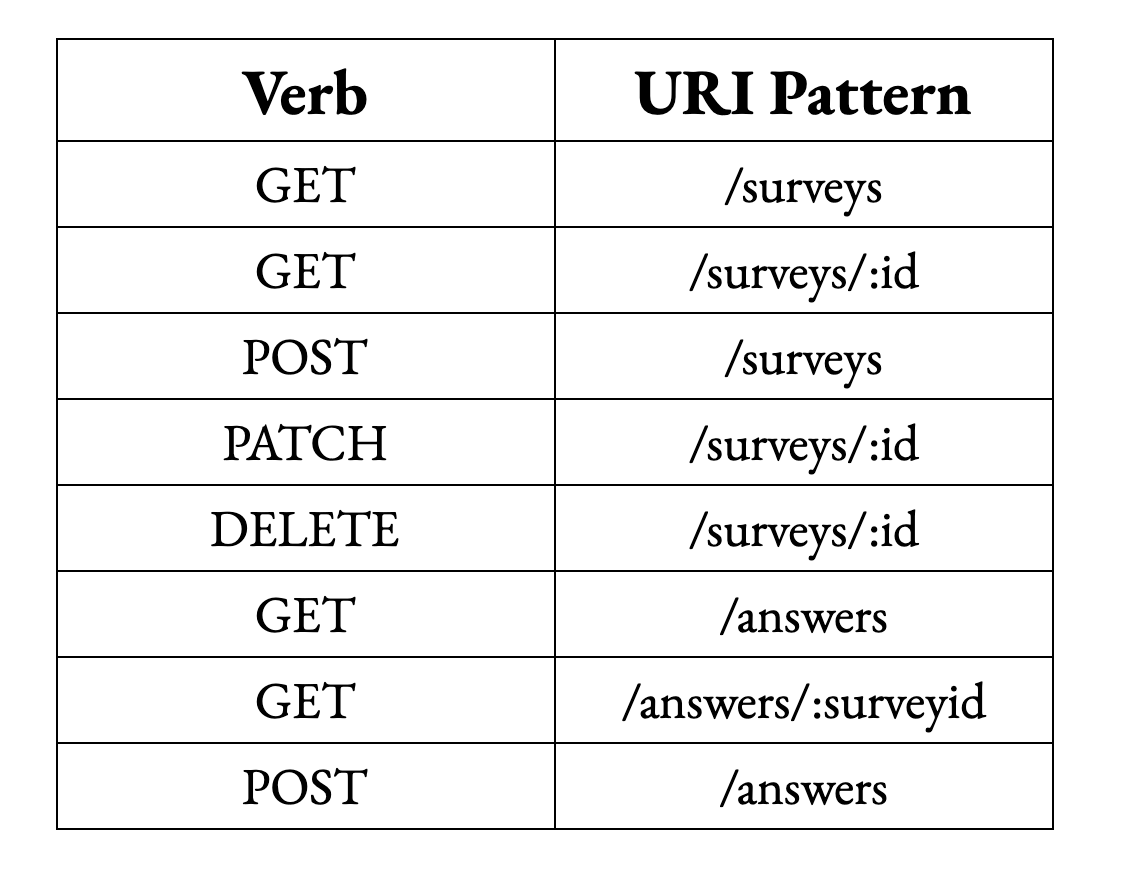 Verb URI Pattern
GET /surveys
GET /surveys/:id
POST /surveys
PATCH /surveys/:id
DELETE /surveys/:id
GET /answers
GET /answers/:surveyid
POST /answers